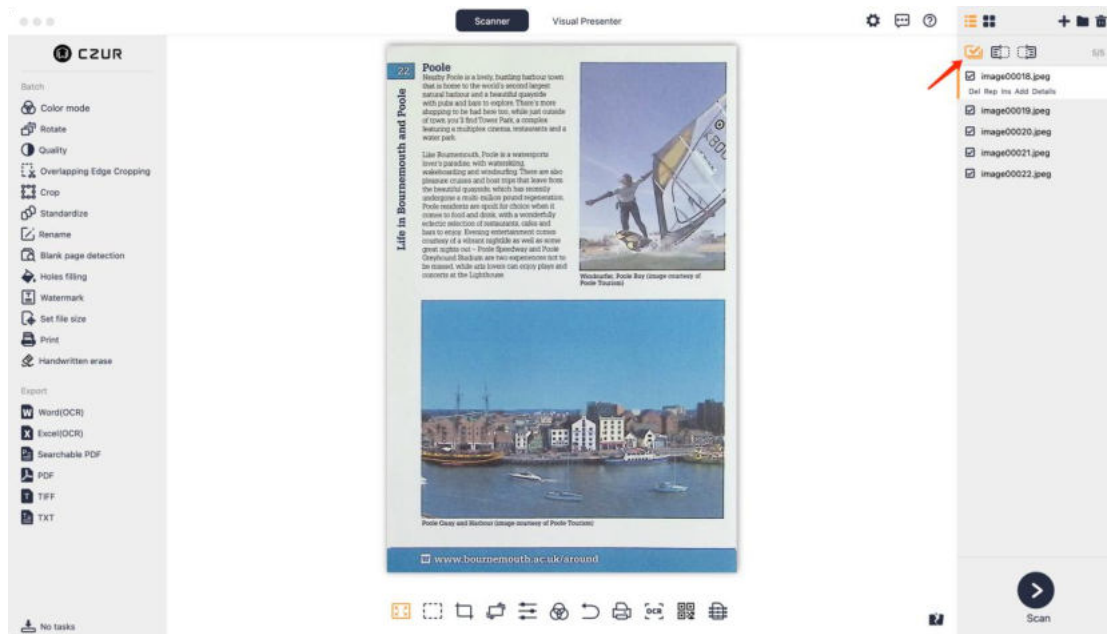 Scanner
Visual Presenter
CZUR
Batch
Color mode
Rotate
Quality
Overlapping Edge Cropping
Crop
Standardize
Rename
Blank page detection
Holes filling
Watermark
Set file size
Print
Handwritten erase
Export
Word(OCR)
Excel(OCR)
Searchable PDF
PDF
TIFF
TXT
No tasks
22
Life in Bournemouth and Poole
Poole
Nearby Poole is a lovely, bustling harbour town
that is home to the world's second largest
natural harbour and a beautiful quayside
with pubs and bars to explore. There's more
shopping to be had here too, while just outside
of town you'll find Tower Park, a complex
featuring a multiplex cinema, restaurants and a
water park.
Like Bournemouth, Poole is a watersports
lover's paradise, with waterskiing,
wakeboarding and windsurfing. There are also
pleasure cruises and boat trips that leave from
the beautiful quayside, which has recently
undergone a multi-million pound regeneration.
Poole residents are spoilt for choice when it
comes to food and drink, with a wonderfully
eclectic selection of restaurants, cafes and
bars to enjoy. Evening entertainment comes
courtesy of a vibrant nightlife as well as some
great nights out – Poole Speedway and Poole
Greyhound Stadium are two experiences not to
be missed, while arts lovers can enjoy plays and
concerts at the Lighthouse.
K800
Windsurfer, Poole Bay (image courtesy of
Poole Tourism)
Poole Quay and Harbour (image courtesy of Poole Tourism)
W www.bournemouth.ac.uk/around
OCR
5/5
image00018.jpeg
Del Rep Ins Add Details
image00019.jpeg
image00020.jpeg
image00021.jpeg
image00022.jpeg
Scan